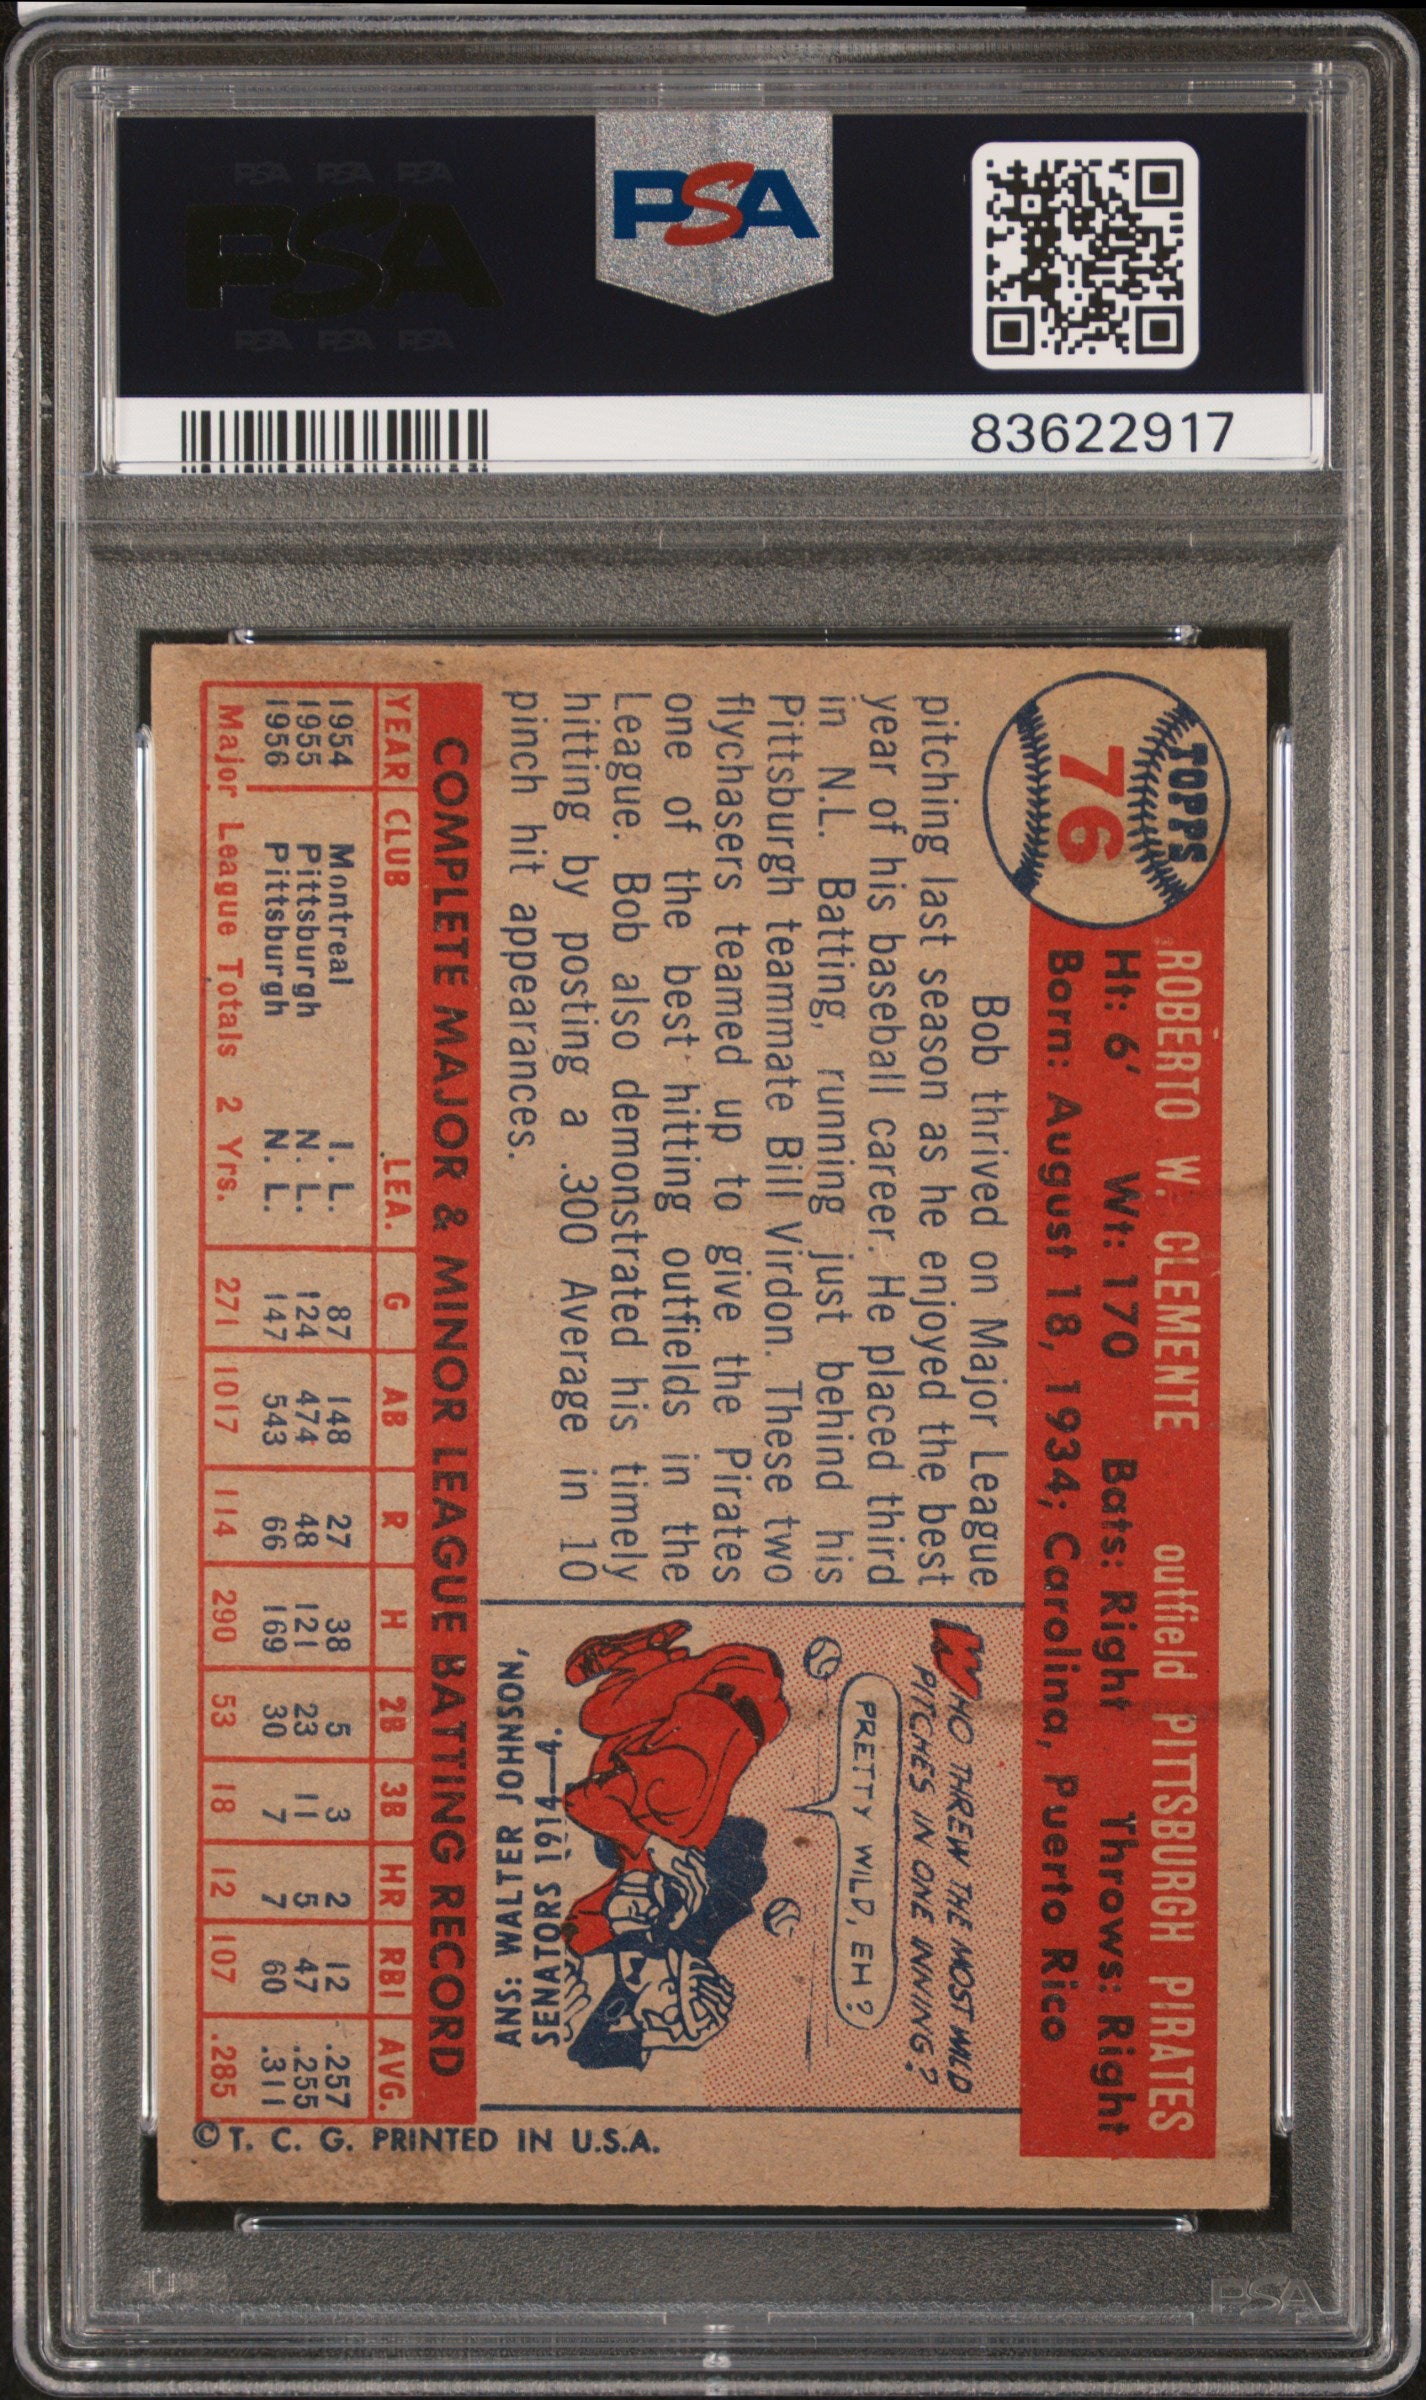 PSA PSA PSA
PSA
PSA PSA PSA
PSA
83622917
TOPPS
76
ROBERTO W. CLEMENTE outfield PITTSBURGH PIRATES
Ht: 6' Wt: 170 Bats: Right Throws: Right
Born: August 18, 1934; Carolina, Puerto Rico
Bob thrived on Major League
pitching last season as he enjoyed the best
year of his baseball career. He placed third
in N.L. Batting, running just behind his
Pittsburgh teammate Bill Virdon. These two
flychasers teamed up to give the Pirates
one of the best hitting outfields in the
League. Bob also demonstrated his timely
hitting by posting a .300 Average in 10
pinch hit appearances.
WHO THREW THE MOST WILD
PITCHES IN ONE INNING?
PRETTY WILD, EH?
ANS: WALTER JOHNSON,
SENATORS 1914—4.
COMPLETE MAJOR & MINOR LEAGUE BATTING RECORD
YEAR CLUB LEA. G AB R H 2B 3B HR RBI AVG.
1954 Montreal I. L. 87 148 27 38 5 3 2 12 .257
1955 Pittsburgh N. L. 124 474 48 121 23 11 5 47 .255
1956 Pittsburgh N. L. 147 543 66 169 30 7 7 60 .311
Major League Totals 2 Yrs. 271 1017 114 290 53 18 12 107 .285
© T. C. G. PRINTED IN U.S.A.
PSA